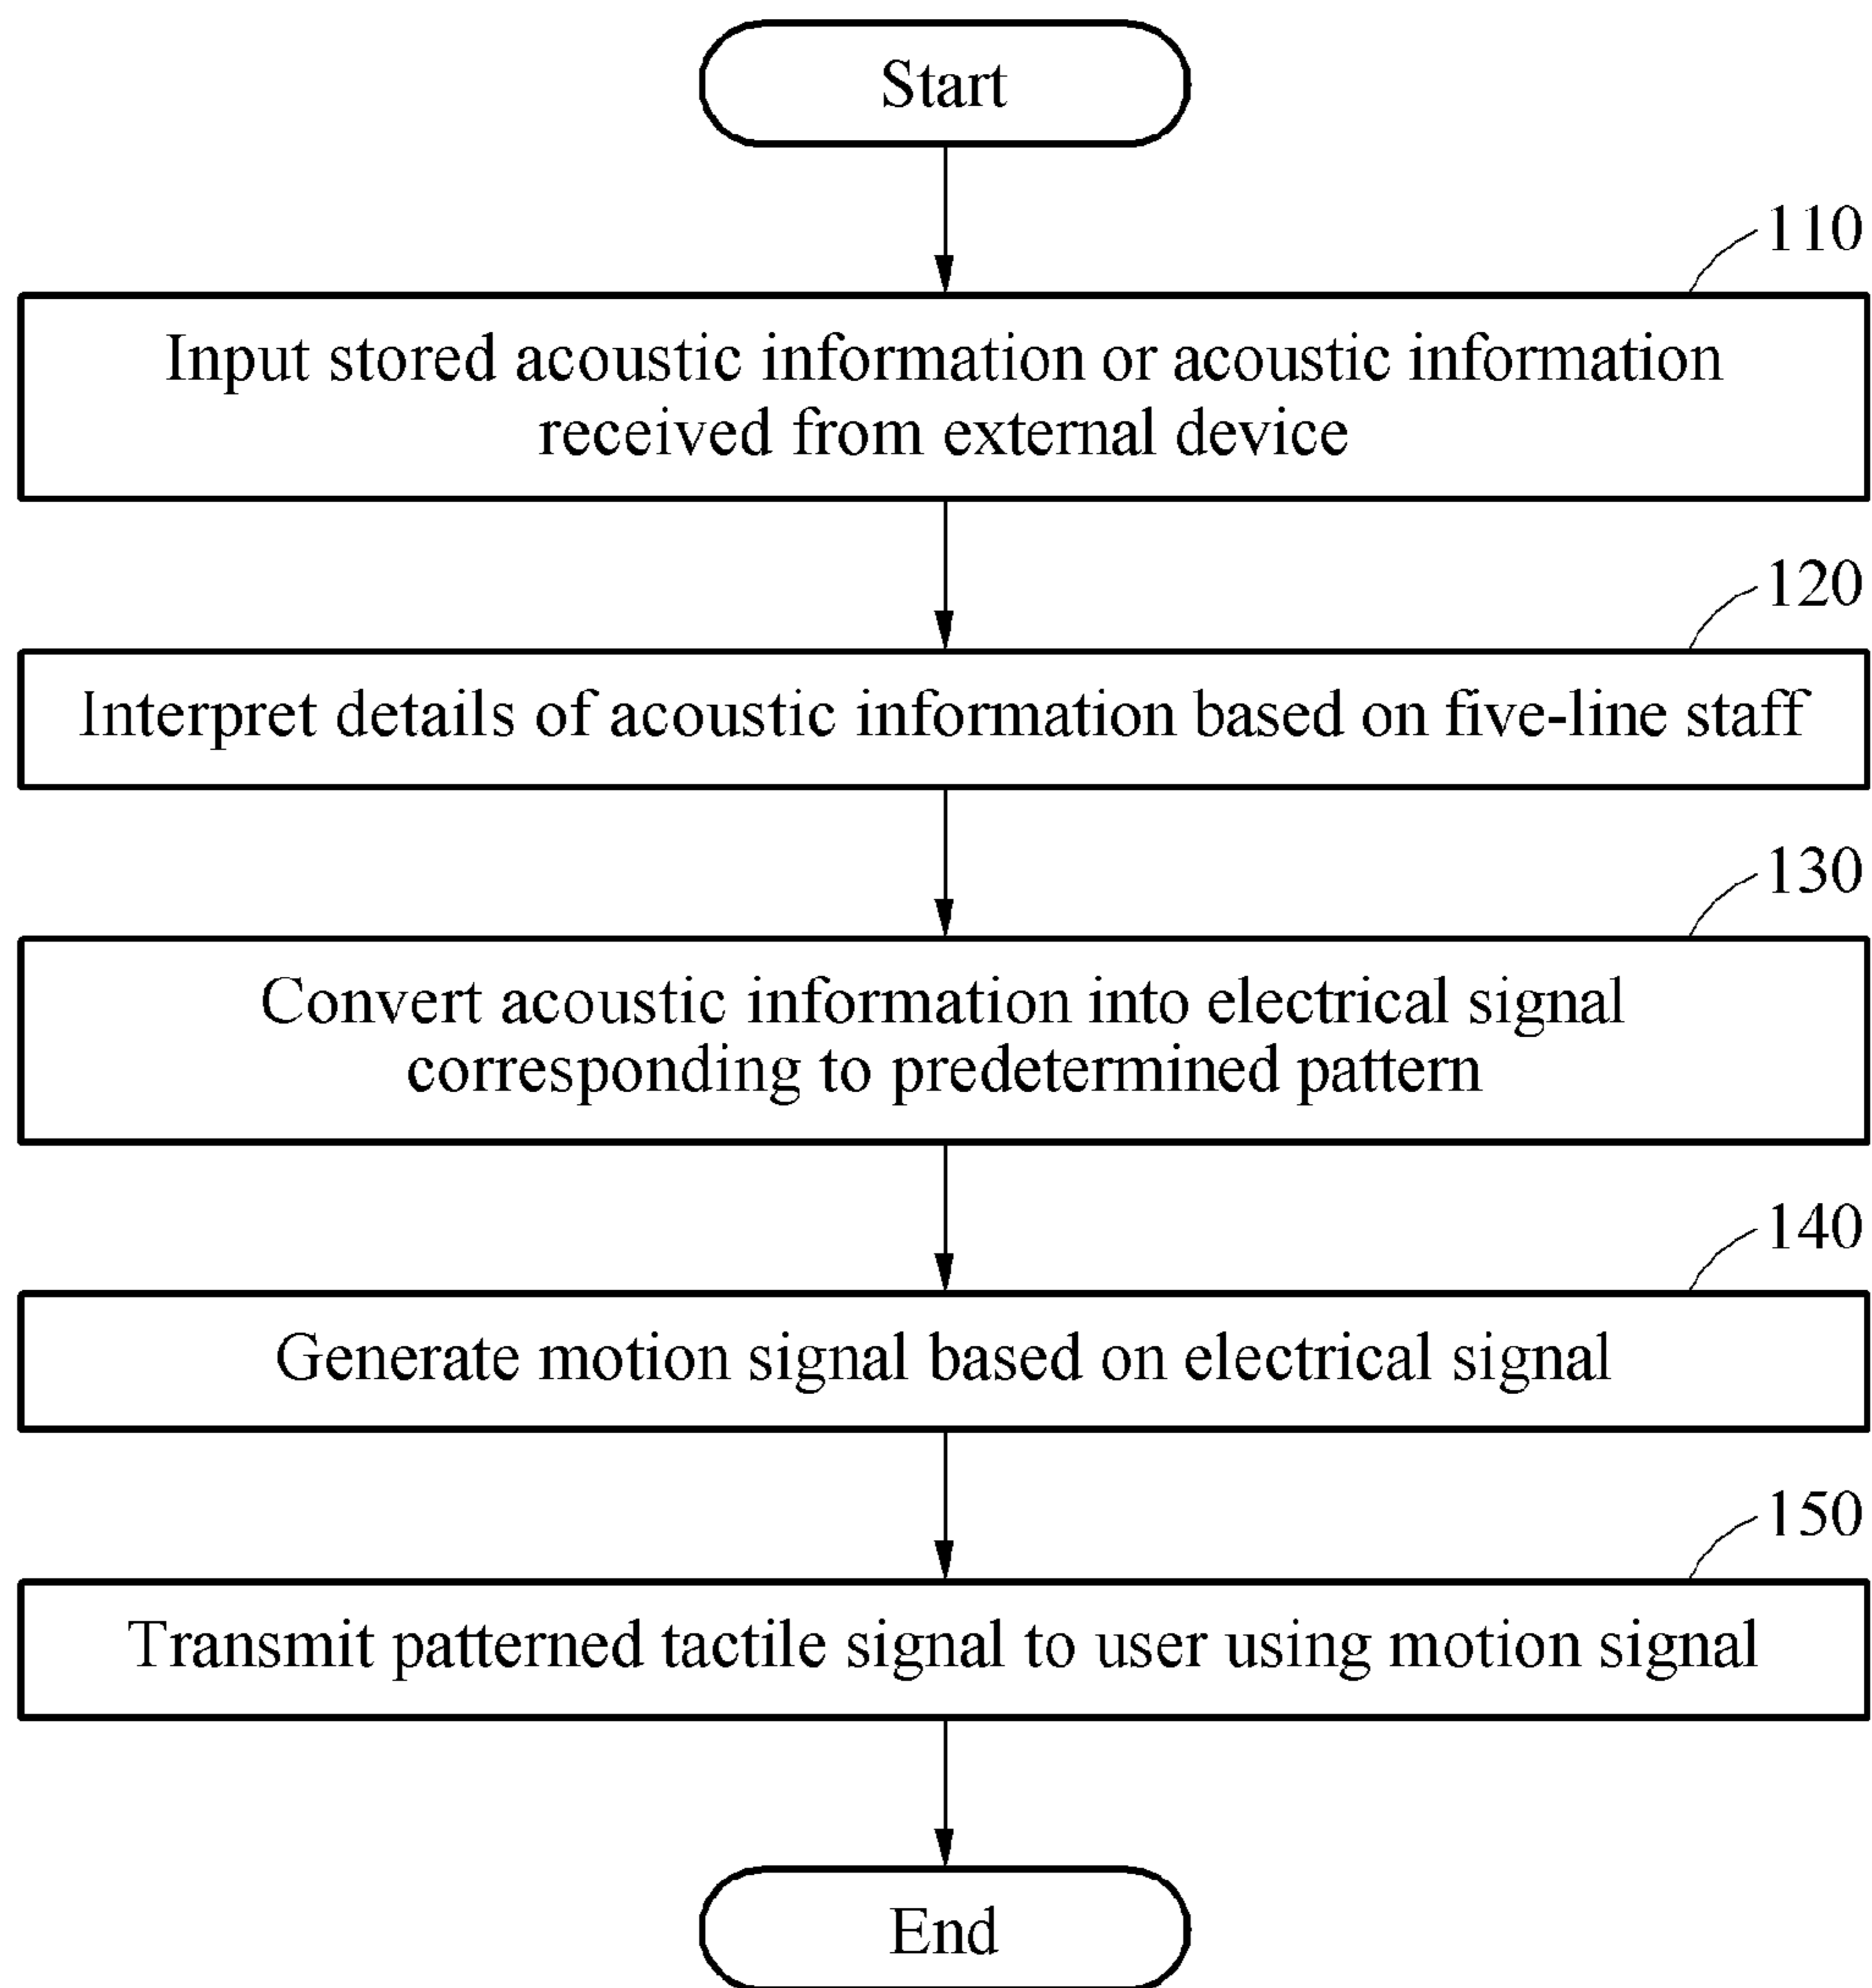 Start
110
Input stored acoustic information or acoustic information
received from external device
120
Interpret details of acoustic information based on five-line staff
130
Convert acoustic information into electrical signal
corresponding to predetermined pattern
140
Generate motion signal based on electrical signal
150
Transmit patterned tactile signal to user using motion signal
End